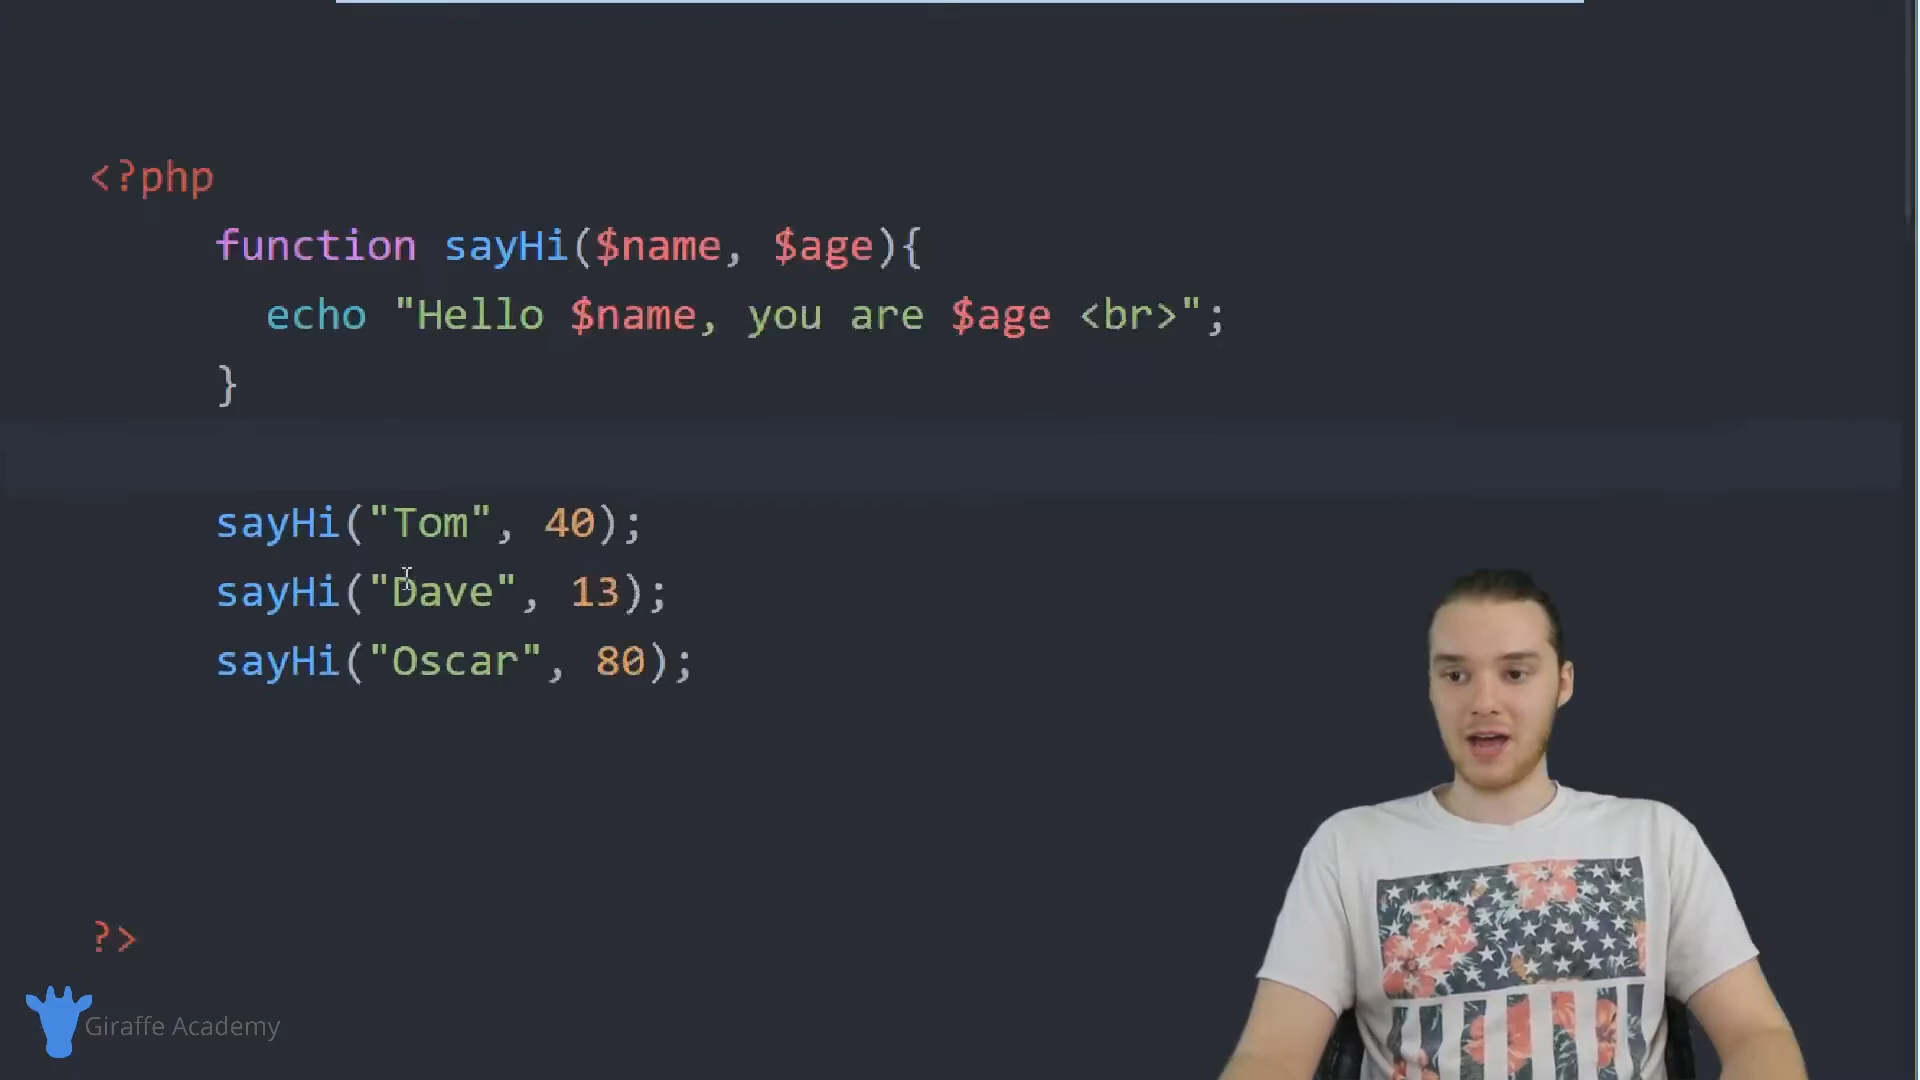 <?php
function sayHi($name, $age){
echo "Hello $name, you are $age <br>";
}
sayHi("Tom", 40);
sayHi("Dave", 13);
sayHi("Oscar", 80);
?>
Giraffe Academy